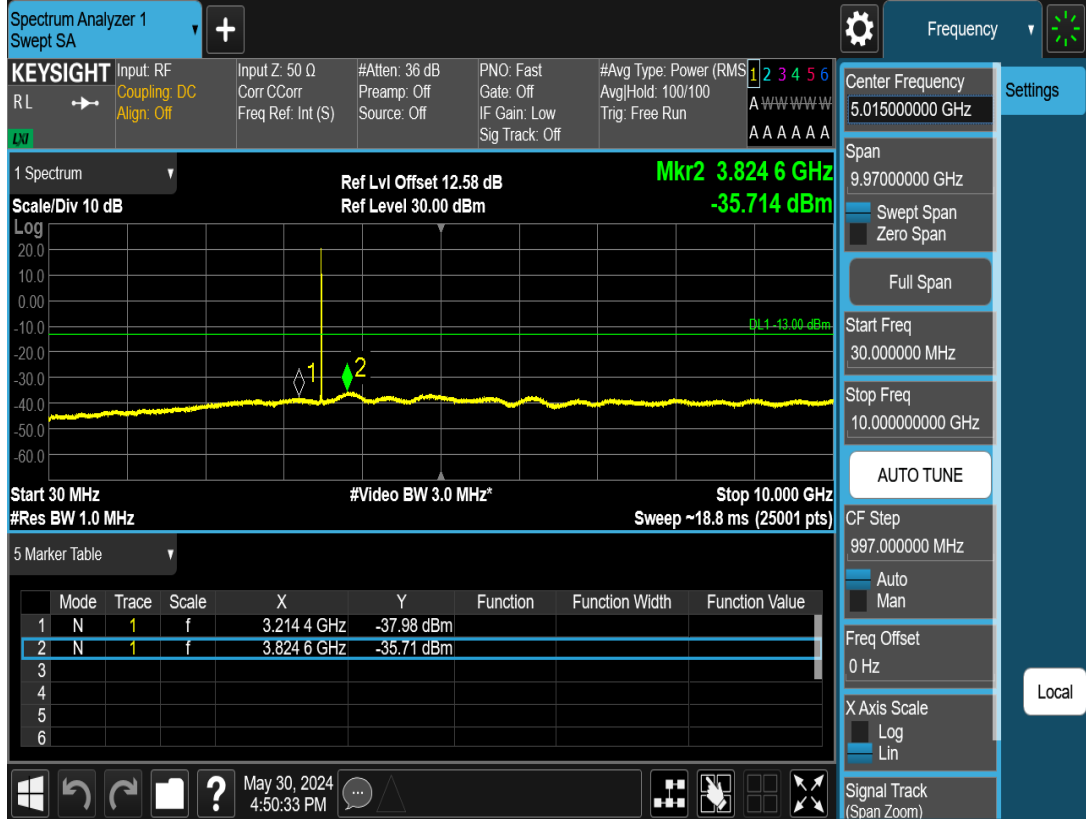 Spectrum Analyzer 1
Swept SA
+
Frequency
KEYSIGHT
RL
LXI
Input: RF
Coupling: DC
Align: Off
Input Z: 50 Ω
Corr CCorr
Freq Ref: Int (S)
#Atten: 36 dB
Preamp: Off
Source: Off
PNO: Fast
Gate: Off
IF Gain: Low
Sig Track: Off
#Avg Type: Power (RMS
Avg|Hold: 100/100
Trig: Free Run
1 2 3 4 5 6
A W W W W W
A A A A A A
1 Spectrum
Scale/Div 10 dB
Ref Lvl Offset 12.58 dB
Ref Level 30.00 dBm
Mkr2 3.824 6 GHz
-35.714 dBm
Log
20.0
10.0
0.00
-10.0
-20.0
-30.0
-40.0
-50.0
-60.0
DL1 -13.00 dBm
1
2
Start 30 MHz
#Video BW 3.0 MHz*
Stop 10.000 GHz
#Res BW 1.0 MHz
Sweep ~18.8 ms (25001 pts)
5 Marker Table
Mode Trace Scale X Y Function Function Width Function Value
1 N 1 f 3.214 4 GHz -37.98 dBm
2 N 1 f 3.824 6 GHz -35.71 dBm
3
4
5
6
?
May 30, 2024
4:50:33 PM
Center Frequency
5.015000000 GHz
Settings
Span
9.97000000 GHz
Swept Span
Zero Span
Full Span
Start Freq
30.000000 MHz
Stop Freq
10.000000000 GHz
AUTO TUNE
CF Step
997.000000 MHz
Auto
Man
Freq Offset
0 Hz
X Axis Scale
Log
Lin
Local
Signal Track
(Span Zoom)